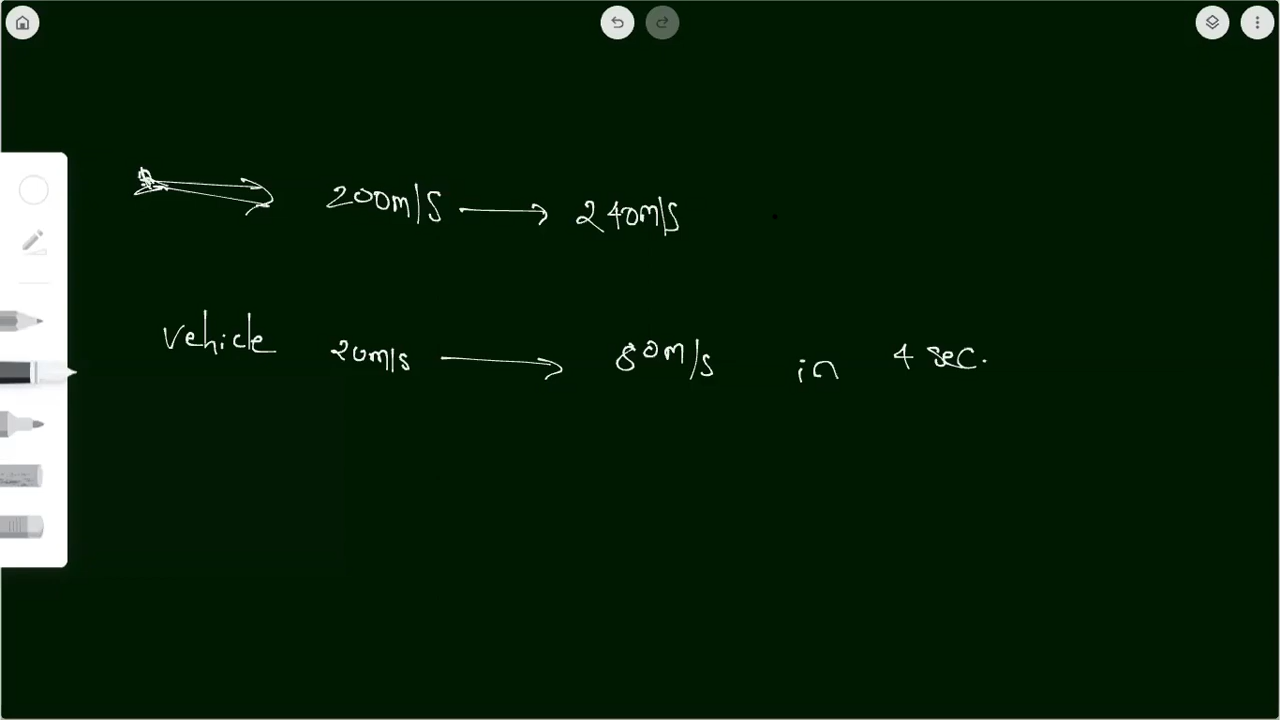 200m/s → 240m/s
vehicle 20m/s → 80m/s in 4 sec.